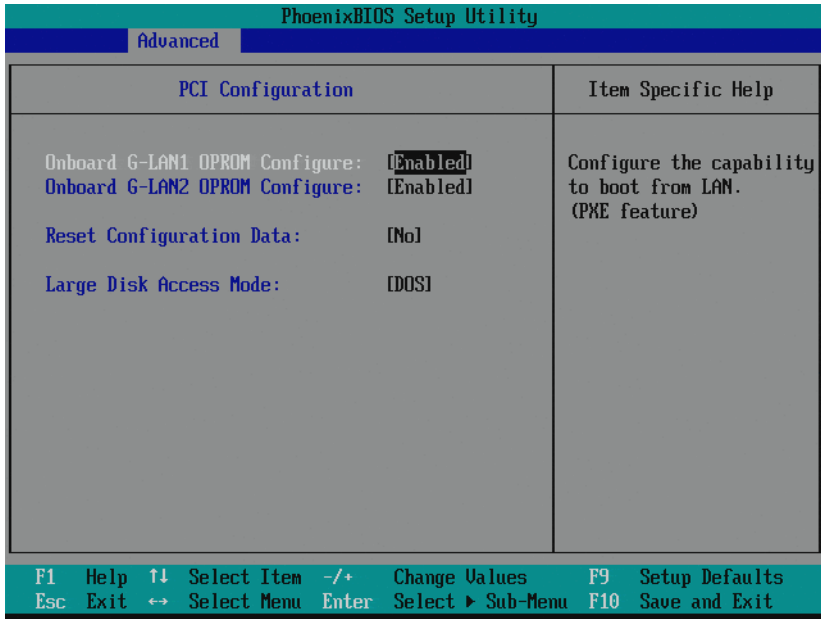 PhoenixBIOS Setup Utility
Advanced
PCI Configuration
Item Specific Help
Onboard G-LAN1 OPROM Configure: [Enabled]
Onboard G-LAN2 OPROM Configure: [Enabled]
Reset Configuration Data: [No]
Large Disk Access Mode: [DOS]
Configure the capability
to boot from LAN.
(PXE feature)
F1 Help ↑↓ Select Item -/+ Change Values F9 Setup Defaults
Esc Exit ↔ Select Menu Enter Select ▶ Sub-Menu F10 Save and Exit